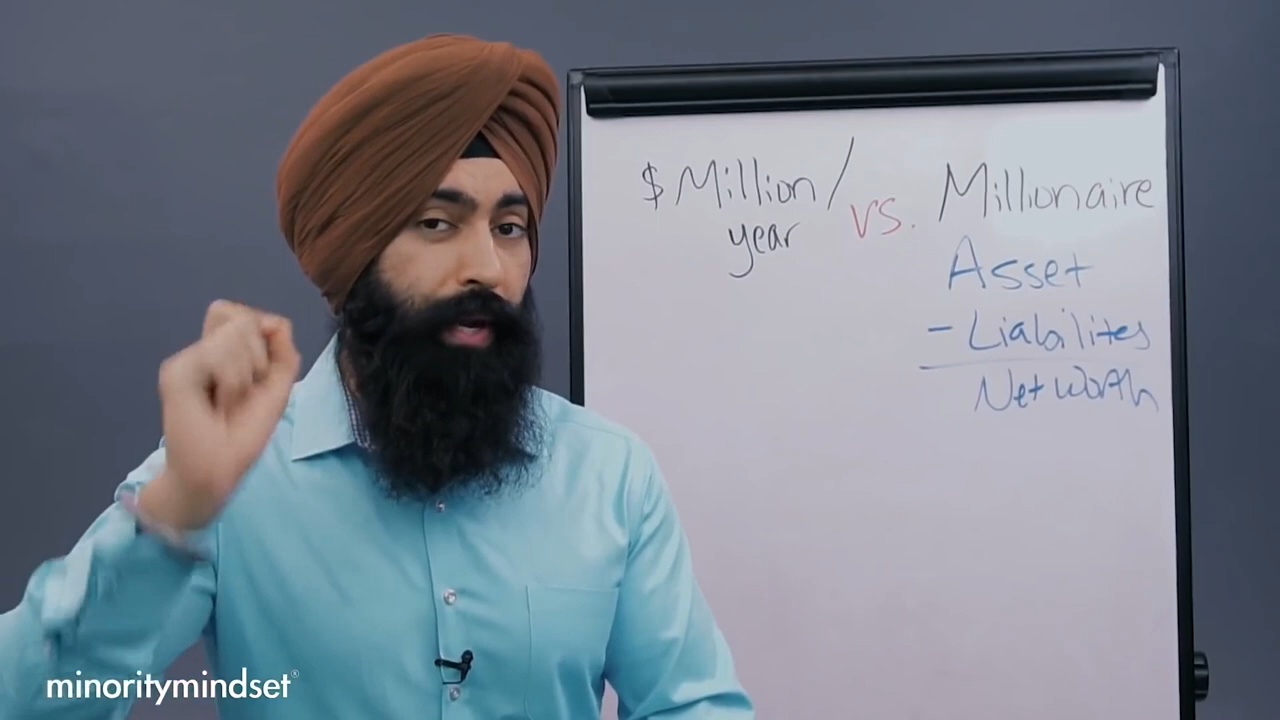 $ Million/
year
vs.
Millionaire
Asset
- Liabilites
Net Worth
minoritymindset®